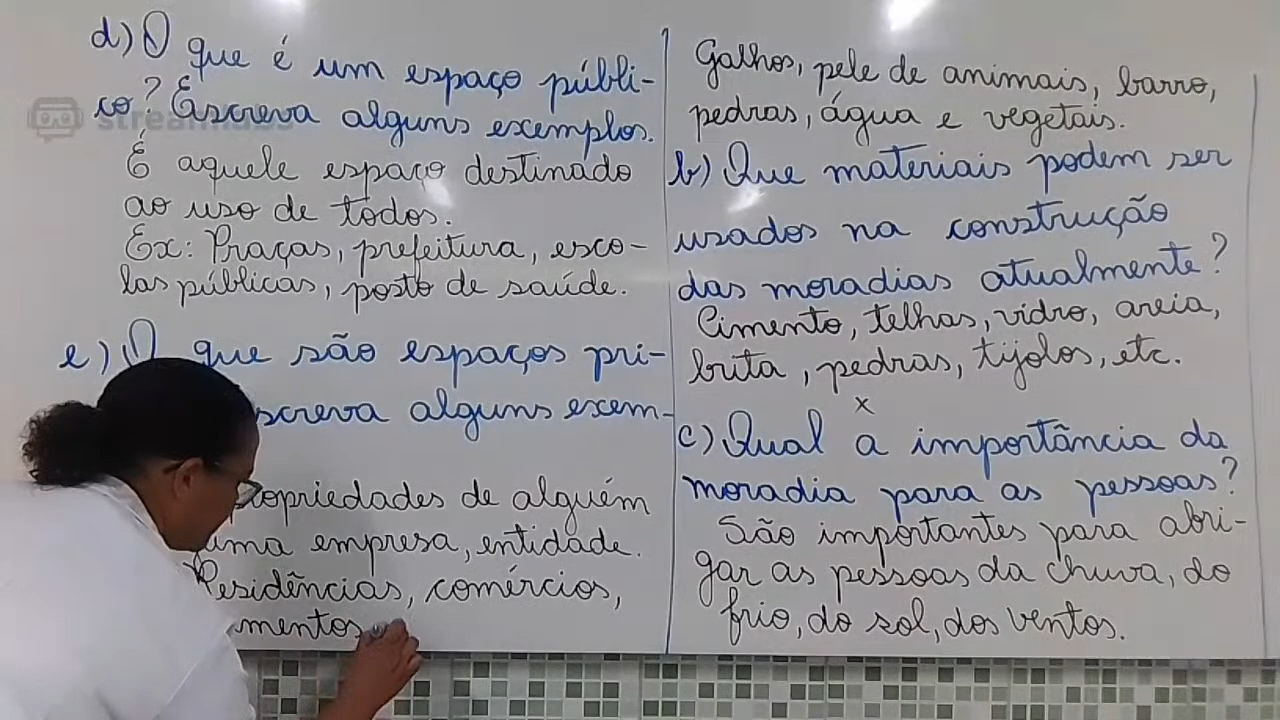 d) O que é um espaço públi-
co? Escreva alguns exemplos.
É aquele espaço destinado
ao uso de todos.
Ex: Praças, prefeitura, esco-
las públicas, posto de saúde.
e) O que são espaços pri-
screva alguns exem-
opriedades de alguém
uma empresa, entidade.
Residências, comércios,
mentos
Galhos, pele de animais, barro,
pedras, água e vegetais.
b) Que materiais podem ser
usados na construção
das moradias atualmente?
Cimento, telhas, vidro, areia,
brita, pedras, tijolos, etc.
x
c) Qual a importância da
moradia para as pessoas?
São importantes para abri-
gar as pessoas da chuva, do
frio, do sol, dos ventos.
streamlabs